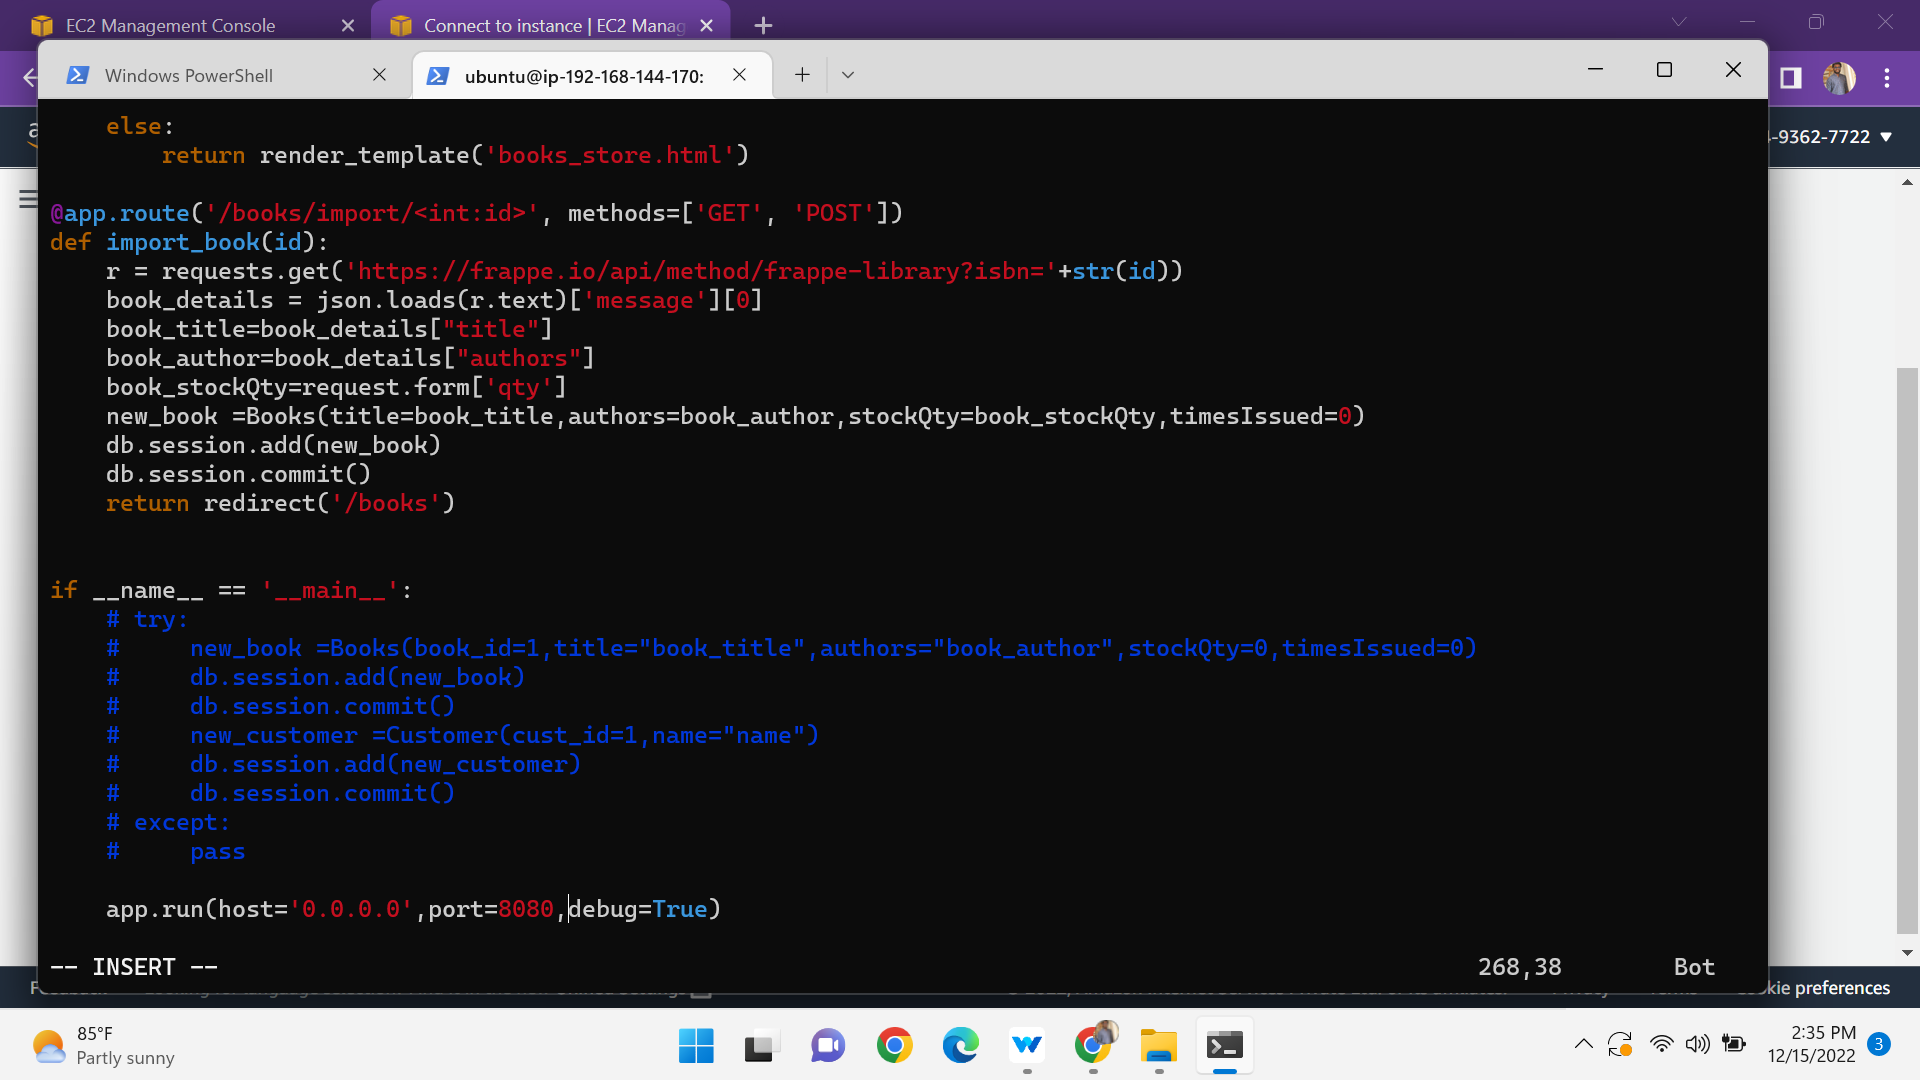 EC2 Management Console
Connect to instance | EC2 Manag
Windows PowerShell
ubuntu@ip-192-168-144-170:
-9362-7722
    else:
        return render_template('books_store.html')
@app.route('/books/import/<int:id>', methods=['GET', 'POST'])
def import_book(id):
    r = requests.get('https://frappe.io/api/method/frappe-library?isbn='+str(id))
    book_details = json.loads(r.text)['message'][0]
    book_title=book_details["title"]
    book_author=book_details["authors"]
    book_stockQty=request.form['qty']
    new_book =Books(title=book_title,authors=book_author,stockQty=book_stockQty,timesIssued=0)
    db.session.add(new_book)
    db.session.commit()
    return redirect('/books')
if __name__ == '__main__':
    # try:
    #     new_book =Books(book_id=1,title="book_title",authors="book_author",stockQty=0,timesIssued=0)
    #     db.session.add(new_book)
    #     db.session.commit()
    #     new_customer =Customer(cust_id=1,name="name")
    #     db.session.add(new_customer)
    #     db.session.commit()
    # except:
    #     pass
    app.run(host='0.0.0.0',port=8080,debug=True)
-- INSERT -- 268,38 Bot
kie preferences
85°F
Partly sunny
2:35 PM
12/15/2022
3